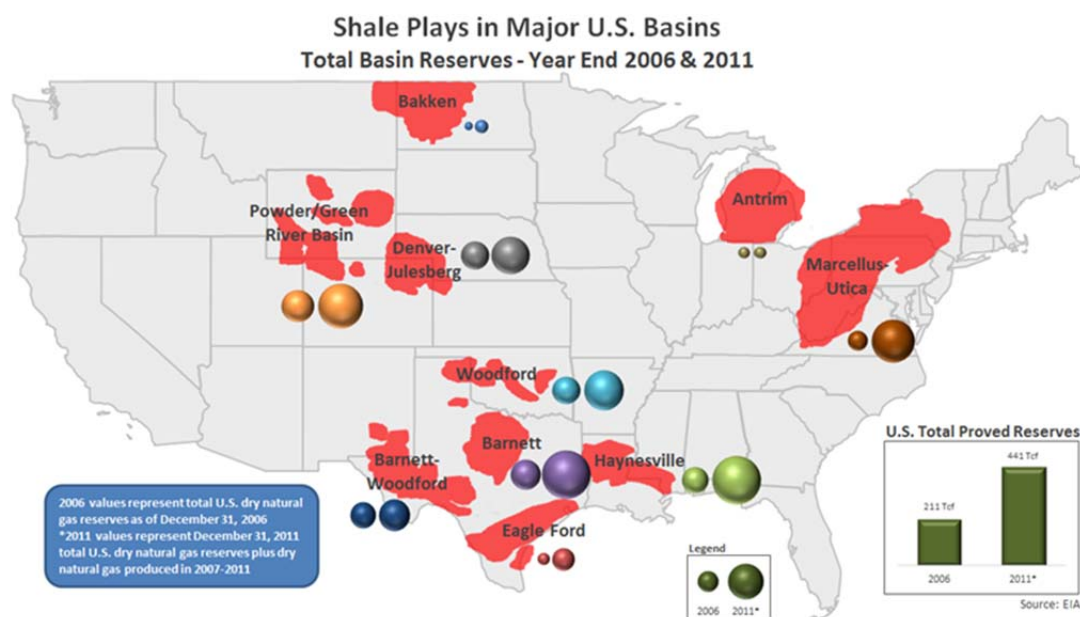 Shale Plays in Major U.S. Basins
Total Basin Reserves - Year End 2006 & 2011
Bakken
Antrim
Powder/Green
River Basin
Denver-
Julesberg
Marcellus-
Utica
Woodford
Barnett
Haynesville
Barnett-
Woodford
Eagle Ford
2006 values represent total U.S. dry natural
gas reserves as of December 31, 2006
*2011 values represent December 31, 2011
total U.S. dry natural gas reserves plus dry
natural gas produced in 2007-2011
Legend
2006 2011*
U.S. Total Proved Reserves
441 Tcf
211 Tcf
2006 2011*
Source: EIA